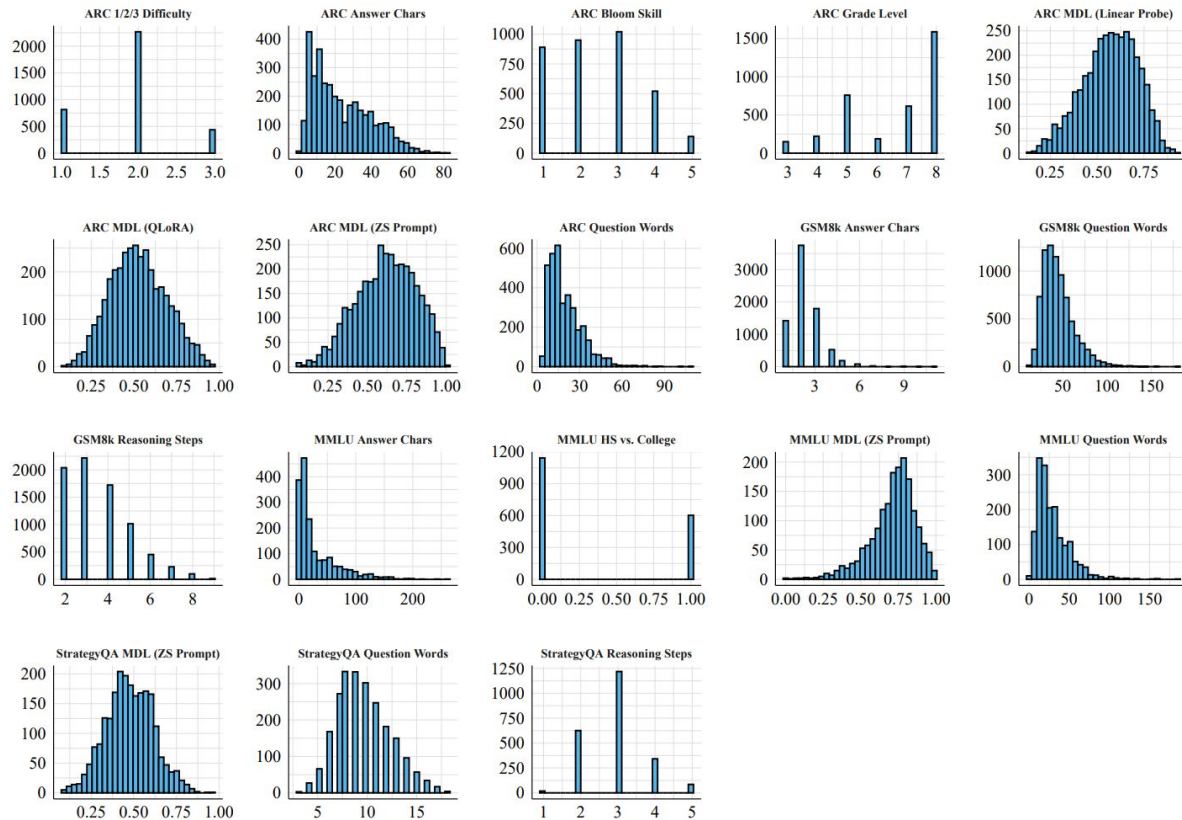 ARC 1/2/3 Difficulty
2000
1500
1000
500
0
1.0 1.5 2.0 2.5 3.0
ARC Answer Chars
400
300
200
100
0
0 20 40 60 80
ARC Bloom Skill
1000
750
500
250
0
1 2 3 4 5
ARC Grade Level
1500
1000
500
0
3 4 5 6 7 8
ARC MDL (Linear Probe)
250
200
150
100
50
0
0.25 0.50 0.75
ARC MDL (QLoRA)
200
100
0
0.25 0.50 0.75 1.00
ARC MDL (ZS Prompt)
250
200
150
100
50
0
0.25 0.50 0.75 1.00
ARC Question Words
600
400
200
0
0 30 60 90
GSM8k Answer Chars
3000
2000
1000
0
3 6 9
GSM8k Question Words
1000
500
0
50 100 150
GSM8k Reasoning Steps
2000
1500
1000
500
0
2 4 6 8
MMLU Answer Chars
400
300
200
100
0
0 100 200
MMLU HS vs. College
1200
900
600
300
0
0.00 0.25 0.50 0.75 1.00
MMLU MDL (ZS Prompt)
200
150
100
50
0
0.00 0.25 0.50 0.75 1.00
MMLU Question Words
300
200
100
0
0 50 100 150
StrategyQA MDL (ZS Prompt)
200
150
100
50
0
0.25 0.50 0.75 1.00
StrategyQA Question Words
300
200
100
0
5 10 15
StrategyQA Reasoning Steps
1250
1000
750
500
250
0
1 2 3 4 5